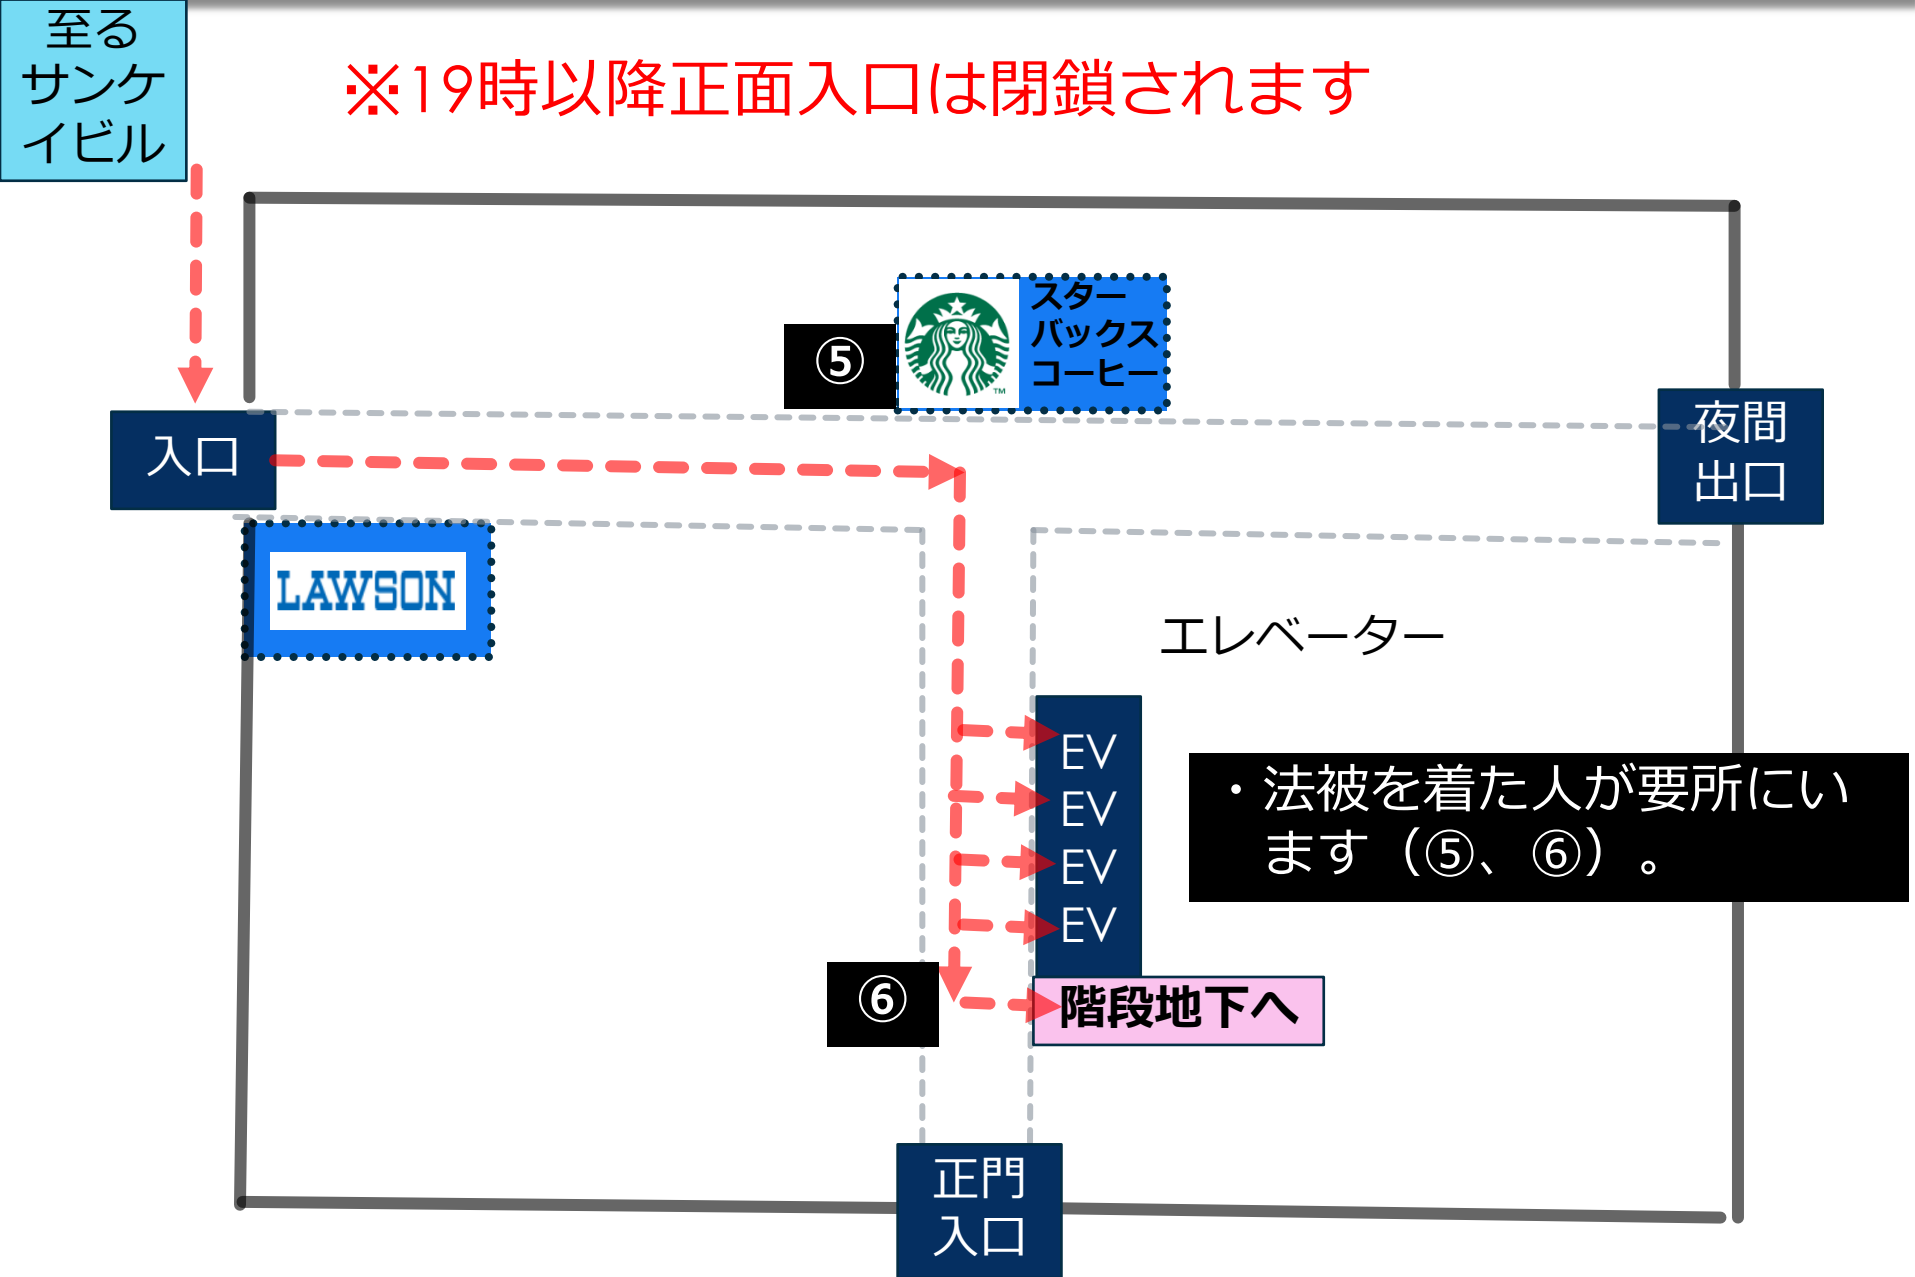 至る
サンケ
イビル
※19時以降正面入口は閉鎖されます
スター
バックス
コーヒー
⑤
入口
夜間
出口
LAWSON
エレベーター
EV
EV
EV
EV
・法被を着た人が要所にい
ます（⑤、⑥）。
⑥
階段地下へ
正門
入口